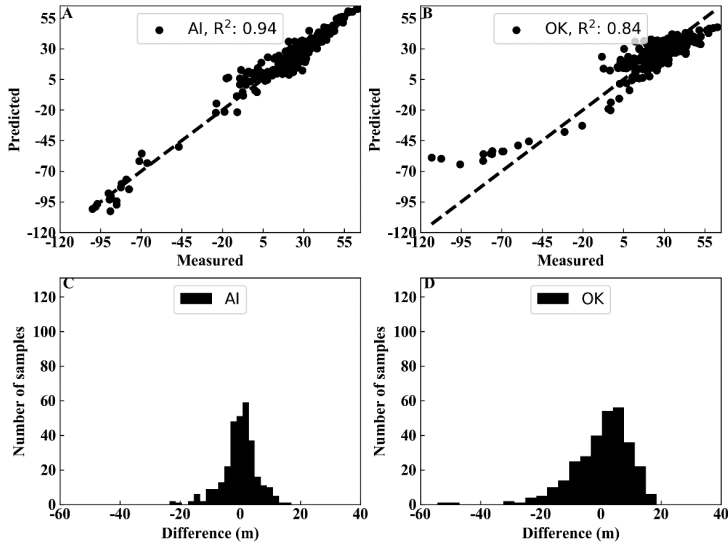 A
AI, R²: 0.94
55
30
5
-20
-45
-70
-95
-120
Predicted
-120 -95 -70 -45 -20 5 30 55
Measured
B
OK, R²: 0.84
55
30
5
-20
-45
-70
-95
-120
Predicted
-120 -95 -70 -45 -20 5 30 55
Measured
C
AI
120
100
80
60
40
20
0
Number of samples
-60 -40 -20 0 20 40
Difference (m)
D
OK
120
100
80
60
40
20
0
Number of samples
-60 -40 -20 0 20 40
Difference (m)